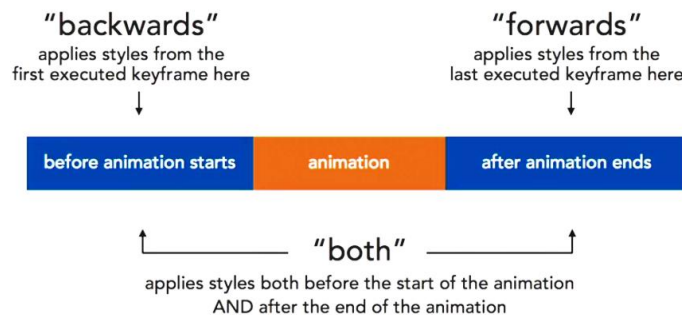 “backwards”
applies styles from the
first executed keyframe here
“forwards”
applies styles from the
last executed keyframe here
before animation starts
animation
after animation ends
“both”
applies styles both before the start of the animation
AND after the end of the animation